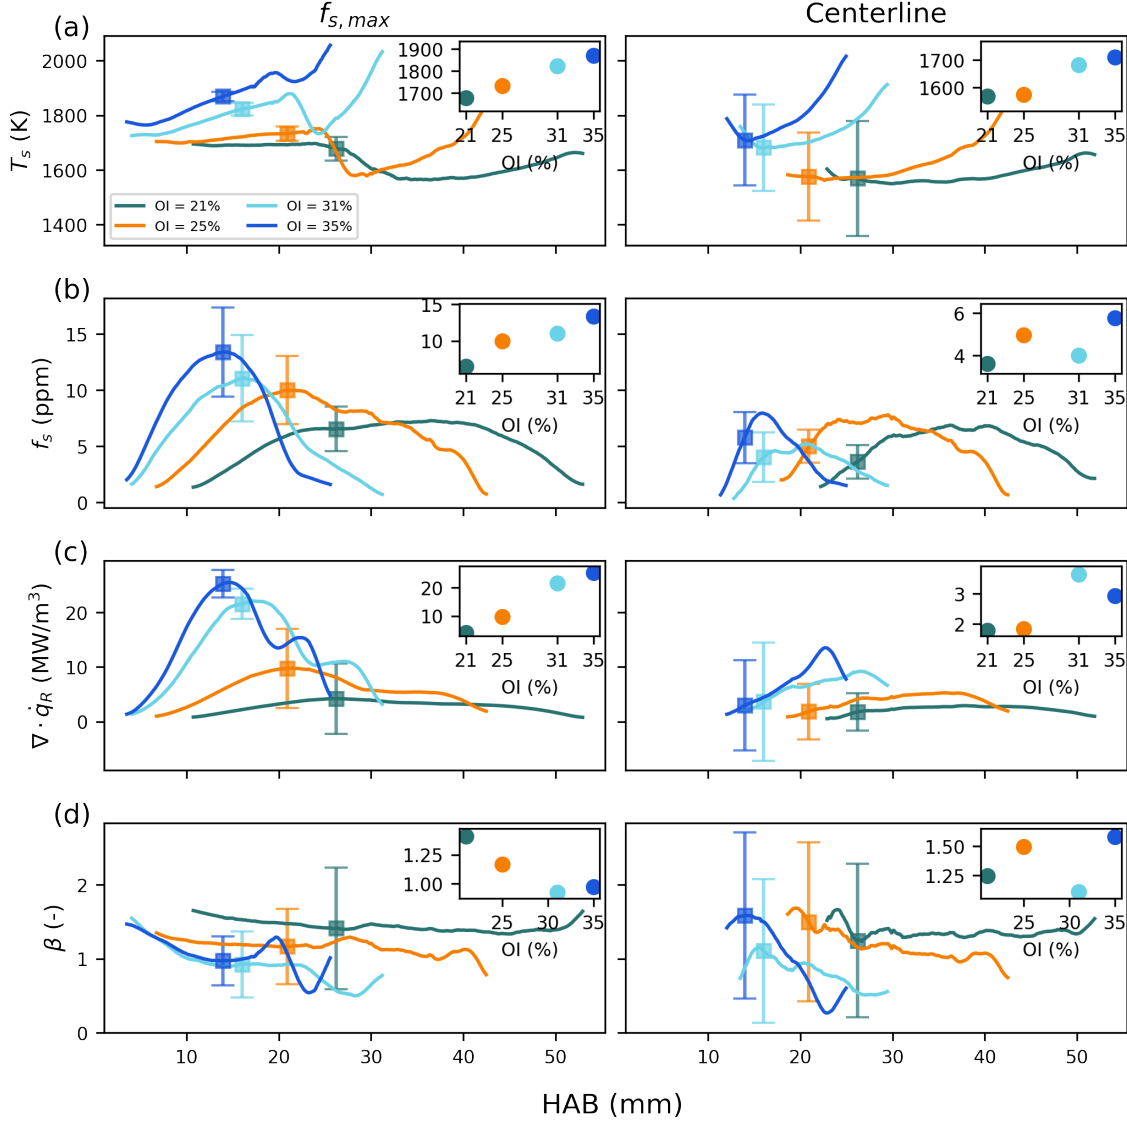 f_{s,max}
Centerline
(a)
T_s (K)
2000
1800
1600
1400
1900
1800
1700
21 25 31 35
OI (%)
OI = 21%
OI = 25%
OI = 31%
OI = 35%
1700
1600
21 25 31 35
OI (%)
(b)
f_s (ppm)
15
10
5
0
15
10
21 25 31 35
OI (%)
6
4
21 25 31 35
OI (%)
(c)
∇ · q̇_R (MW/m³)
20
10
0
20
10
21 25 31 35
OI (%)
3
2
21 25 31 35
OI (%)
(d)
β (-)
2
1
0
1.25
1.00
25 30 35
OI (%)
1.50
1.25
25 30 35
OI (%)
10 20 30 40 50
10 20 30 40 50
HAB (mm)